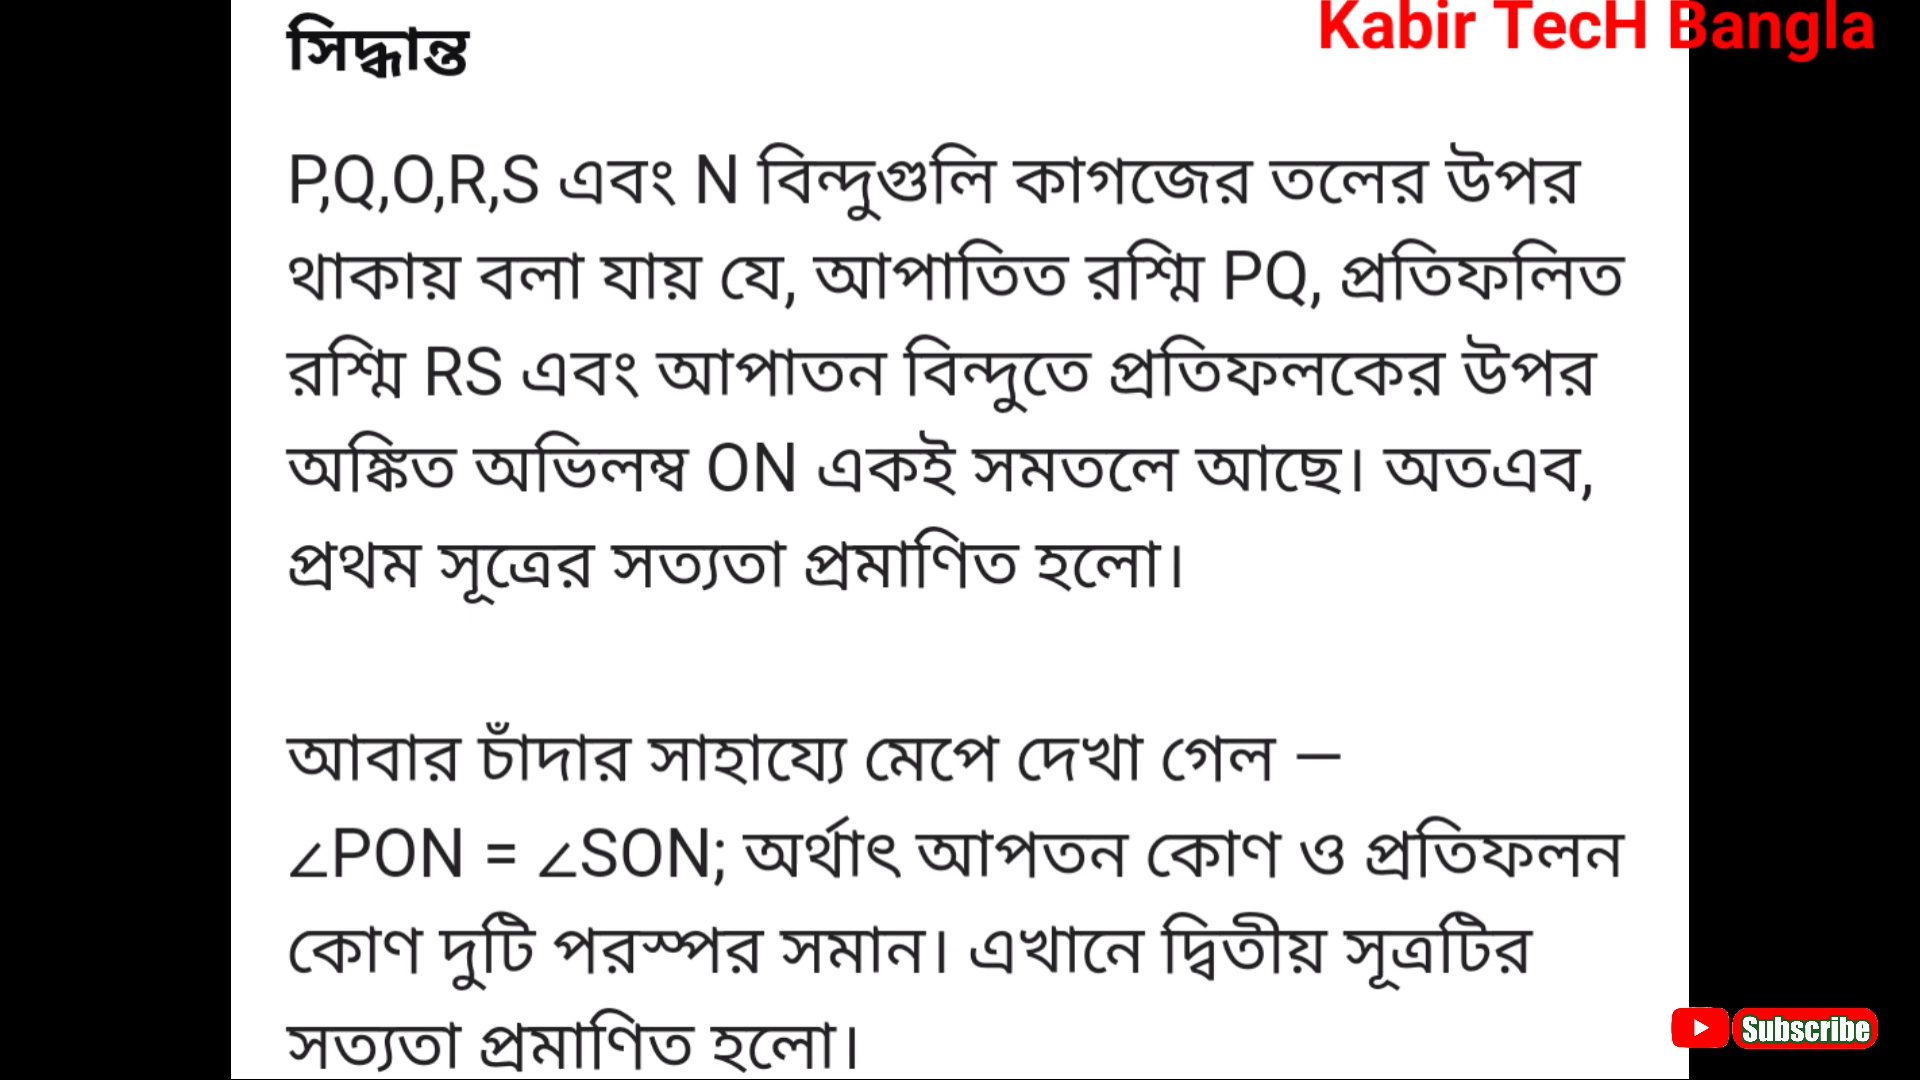 Kabir TecH Bangla
সিদ্ধান্ত
P,Q,O,R,S এবং N বিন্দুগুলি কাগজের তলের উপর
থাকায় বলা যায় যে, আপাতিত রশ্মি PQ, প্রতিফলিত
রশ্মি RS এবং আপাতন বিন্দুতে প্রতিফলকের উপর
অঙ্কিত অভিলম্ব ON একই সমতলে আছে। অতএব,
প্রথম সূত্রের সত্যতা প্রমাণিত হলো।
আবার চাঁদার সাহায্যে মেপে দেখা গেল —
∠PON = ∠SON; অর্থাৎ আপতন কোণ ও প্রতিফলন
কোণ দুটি পরস্পর সমান। এখানে দ্বিতীয় সূত্রটির
সত্যতা প্রমাণিত হলো।
Subscribe